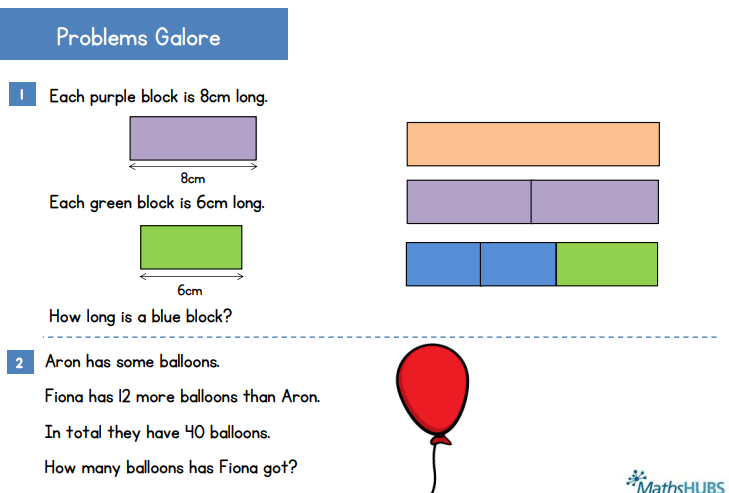 Problems Galore
1
Each purple block is 8cm long.
8cm
Each green block is 6cm long.
6cm
How long is a blue block?
2
Aron has some balloons.
Fiona has 12 more balloons than Aron.
In total they have 40 balloons.
How many balloons has Fiona got?
MathsHUBS